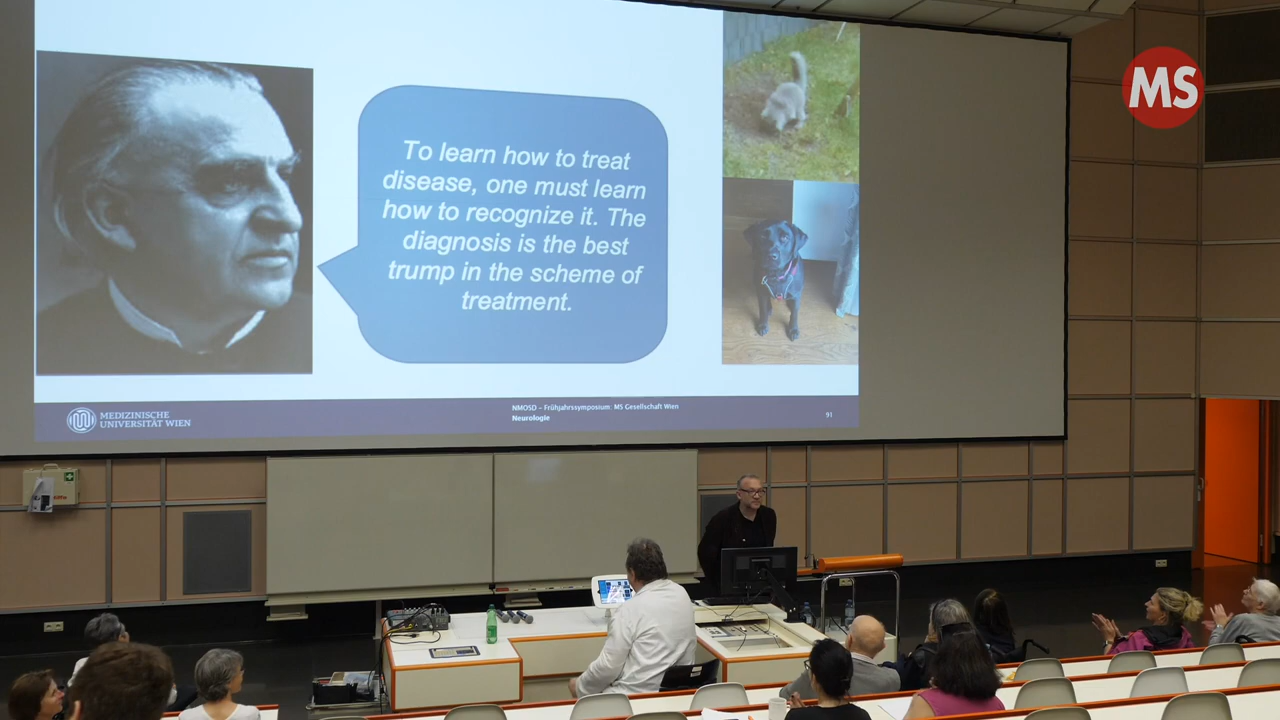 MS
To learn how to treat
disease, one must learn
how to recognize it. The
diagnosis is the best
trump in the scheme of
treatment.
MEDIZINISCHE
UNIVERSITÄT WIEN
NMOSD – Frühjahrssymposium: MS Gesellschaft Wien
Neurologie
91